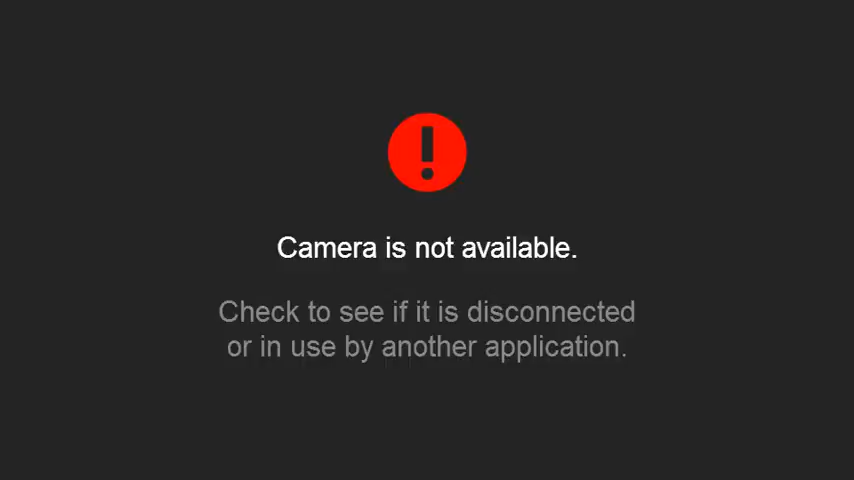 Camera is not available.
Check to see if it is disconnected
or in use by another application.